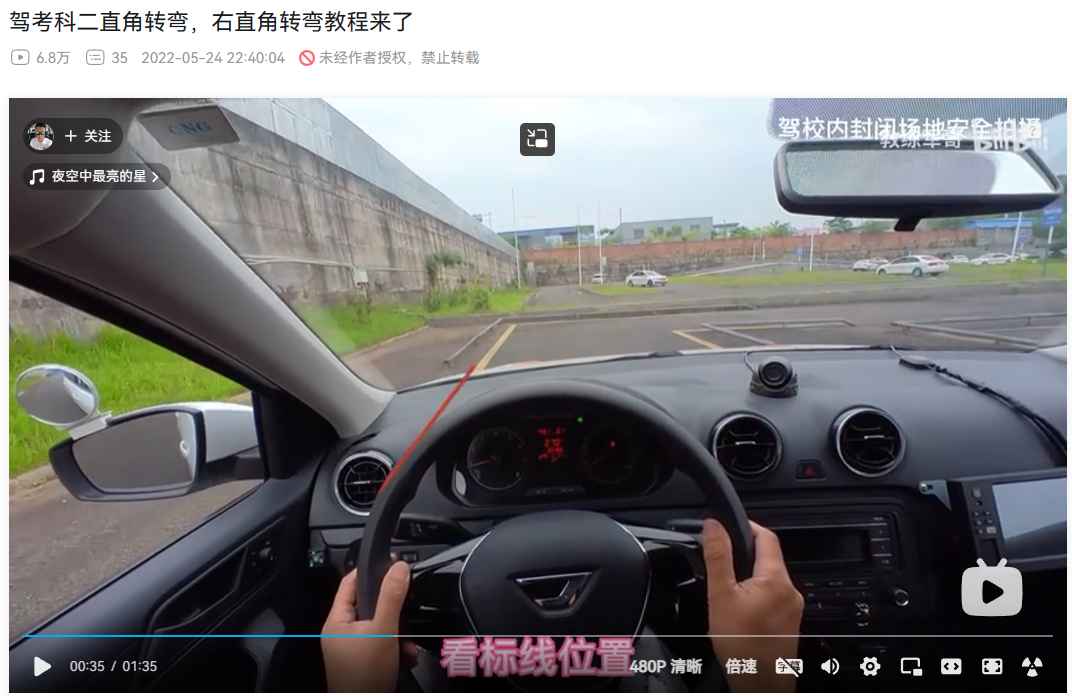 驾考科二直角转弯，右直角转弯教程来了
6.8万 35 2022-05-24 22:40:04 未经作者授权，禁止转载
+ 关注
夜空中最亮的星 >
驾校内封闭场地安全拍摄
bilibili
看标线位置
00:35 / 01:35
480P 清晰
倍速
字幕